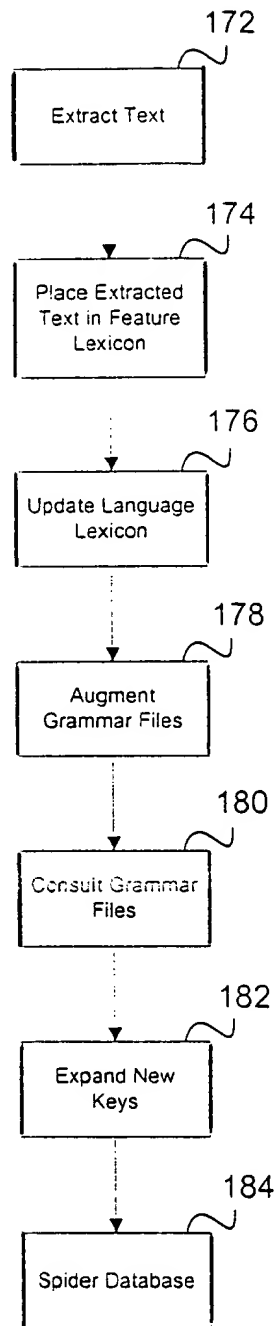 172
Extract Text
174
Place Extracted
Text in Feature
Lexicon
176
Update Language
Lexicon
178
Augment
Grammar Files
180
Consult Grammar
Files
182
Expand New
Keys
184
Spider Database